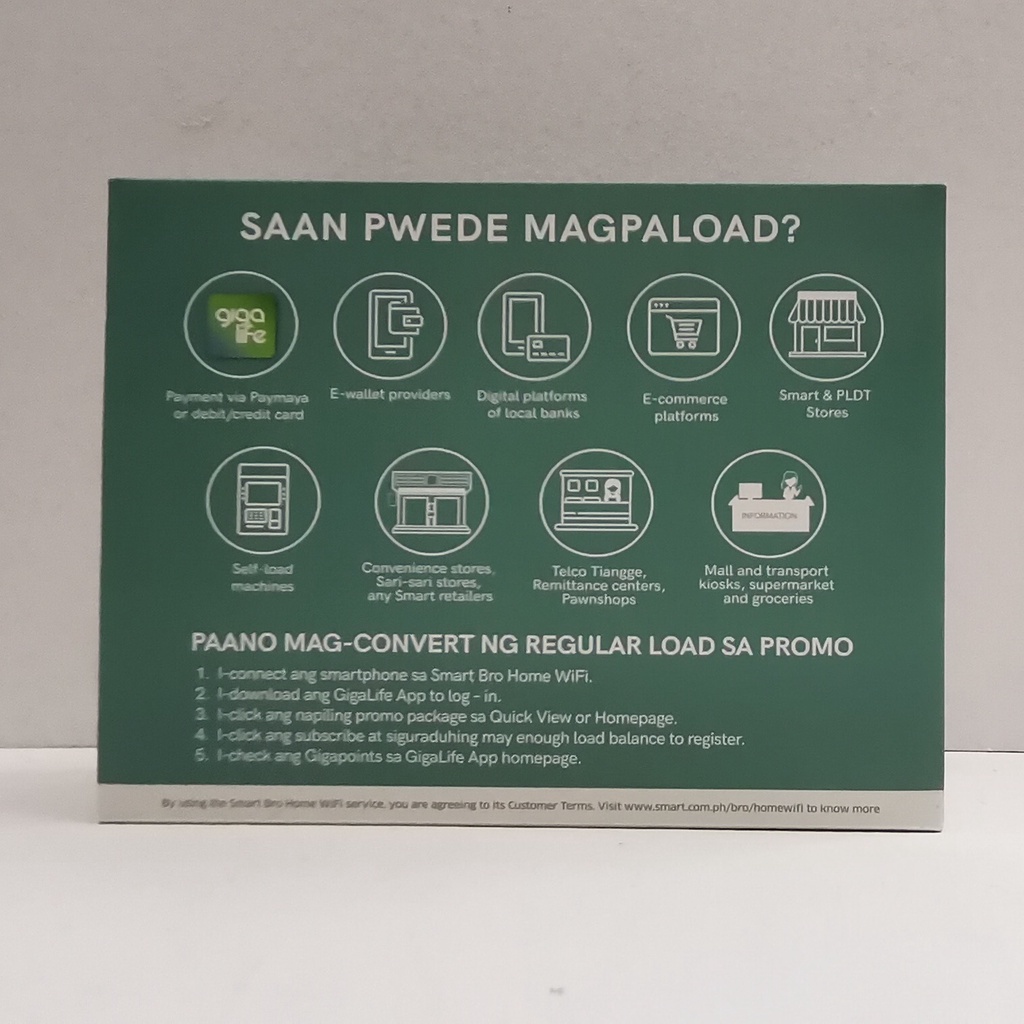 SAAN PWEDE MAGPALOAD?
giga
life
Payment via Paymaya
or debit/credit card
E-wallet providers
Digital platforms
of local banks
E-commerce
platforms
Smart & PLDT
Stores
Self-load
machines
Convenience stores,
Sari-sari stores,
any Smart retailers
Telco Tiangge,
Remittance centers,
Pawnshops
INFORMATION
Mall and transport
kiosks, supermarket
and groceries
PAANO MAG-CONVERT NG REGULAR LOAD SA PROMO
1. I-connect ang smartphone sa Smart Bro Home WiFi.
2. I-download ang GigaLife App to log - in.
3. I-click ang napiling promo package sa Quick View or Homepage.
4. I-click ang subscribe at siguraduhing may enough load balance to register.
5. I-check ang Gigapoints sa GigaLife App homepage.
By using the Smart Bro Home WiFi service, you are agreeing to its Customer Terms. Visit www.smart.com.ph/bro/homewifi to know more